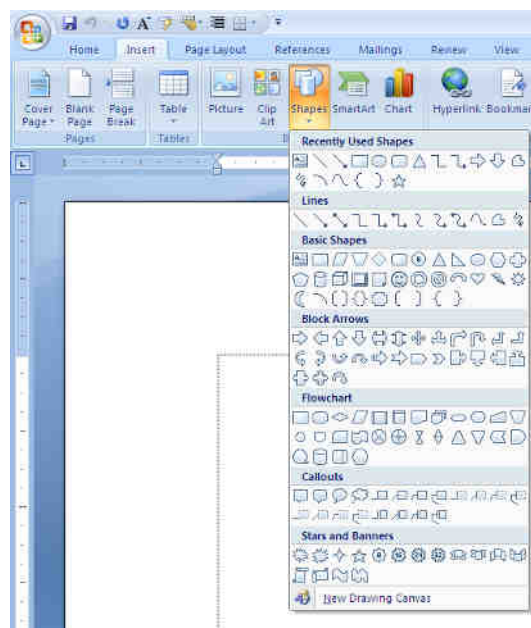 Home Insert Page Layout References Mailings Review View
Cover Page Blank Page Page Break Table Picture Clip Art Shapes SmartArt Chart Hyperlink Bookmar
Pages Tables
Recently Used Shapes
Lines
Basic Shapes
Block Arrows
Flowchart
Callouts
Stars and Banners
New Drawing Canvas